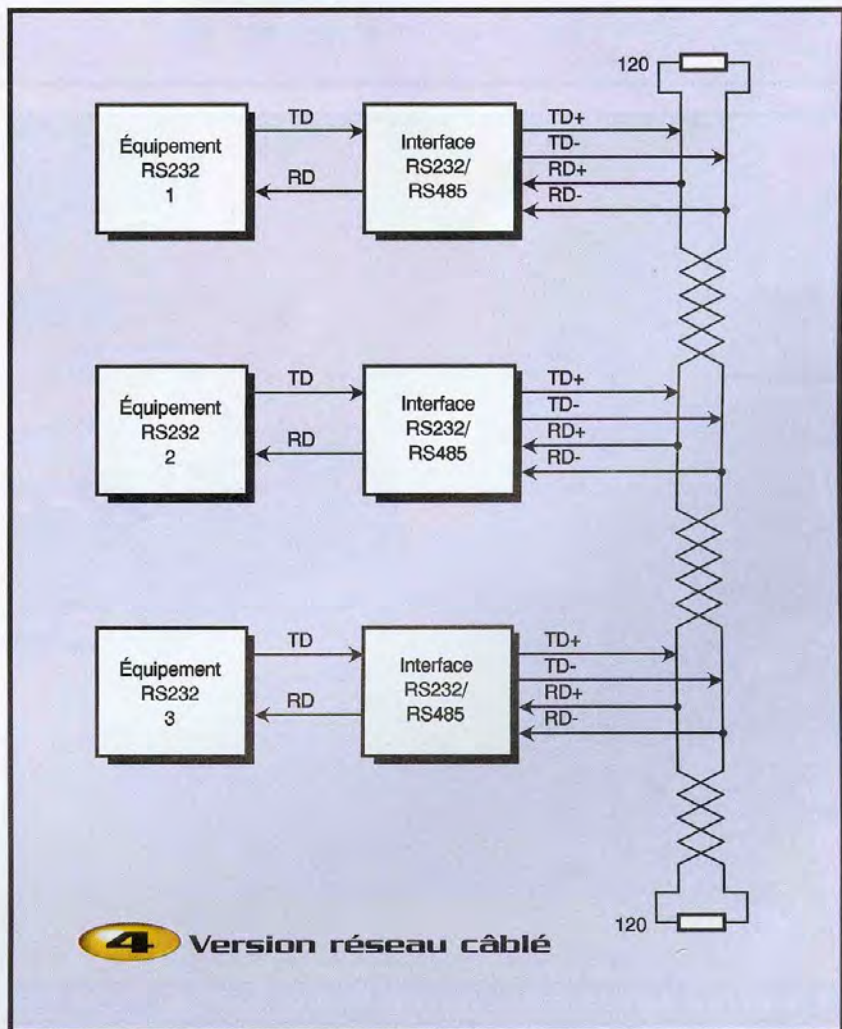 120
Équipement
RS232
1
TD
RD
Interface
RS232/
RS485
TD+
TD-
RD+
RD-
Équipement
RS232
2
TD
RD
Interface
RS232/
RS485
TD+
TD-
RD+
RD-
Équipement
RS232
3
TD
RD
Interface
RS232/
RS485
TD+
TD-
RD+
RD-
120
4 Version réseau câblé